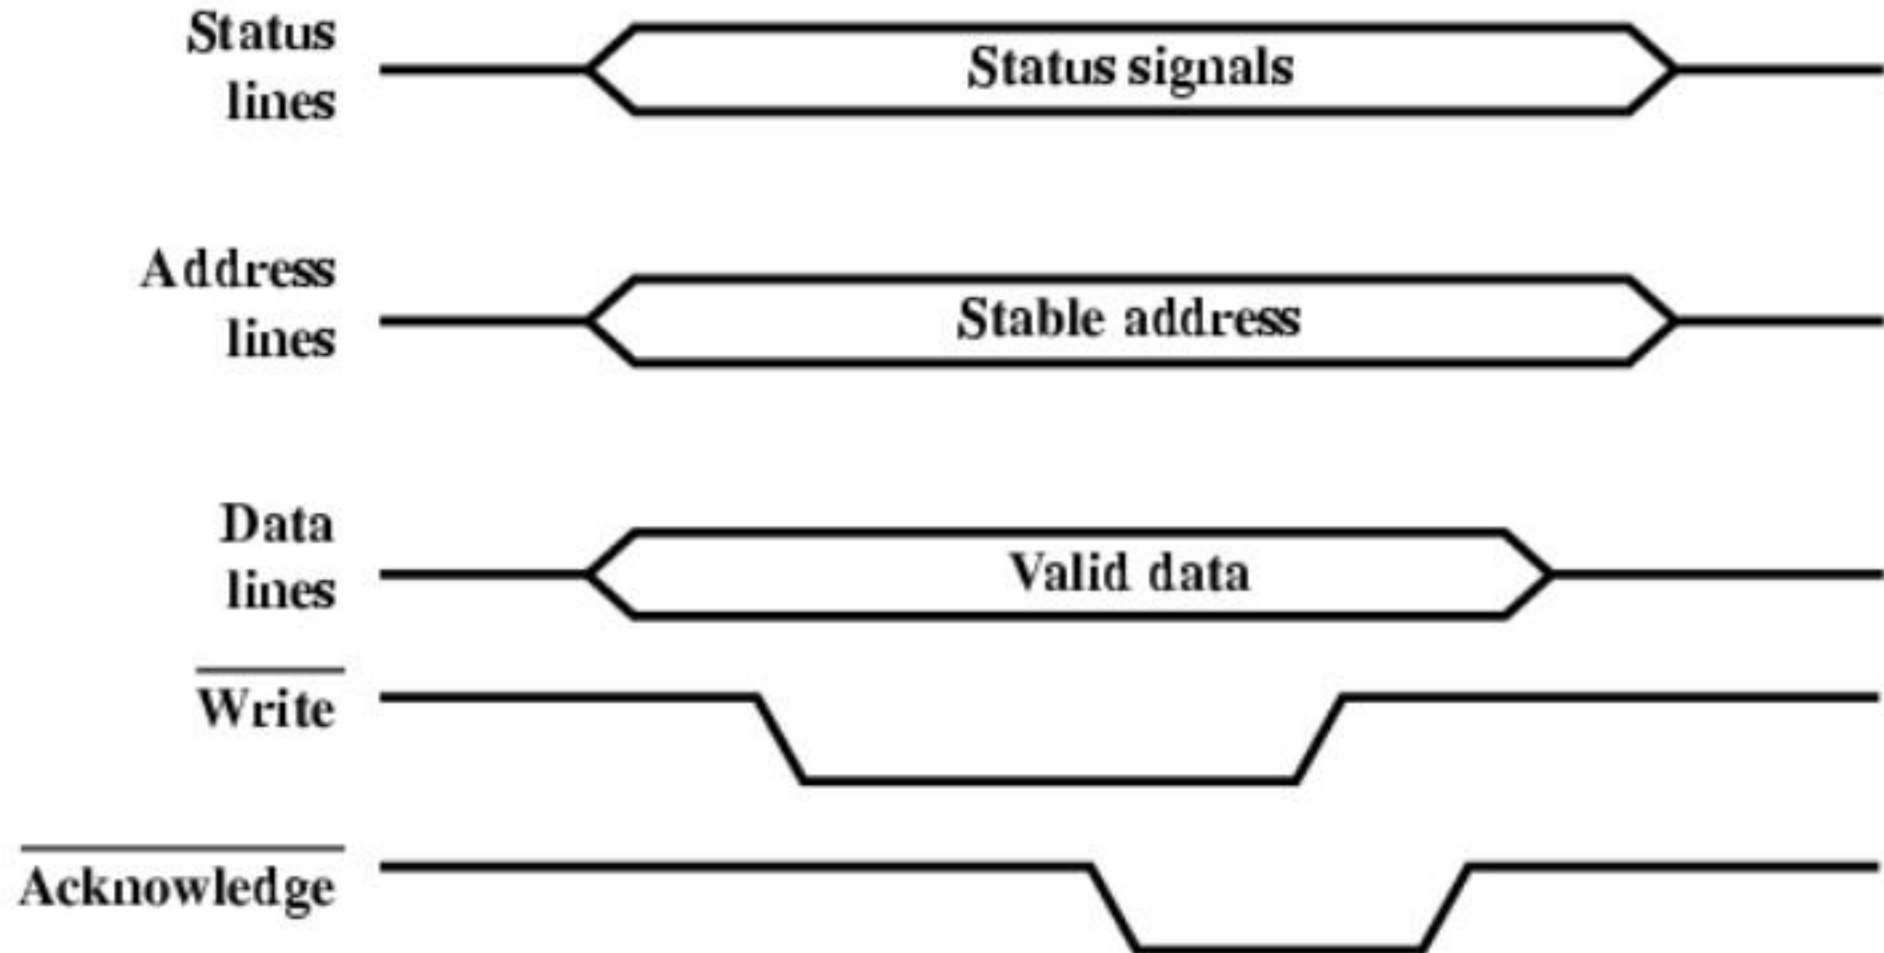 Status
lines
Status signals
Address
lines
Stable address
Data
lines
Valid data
Write
Acknowledge